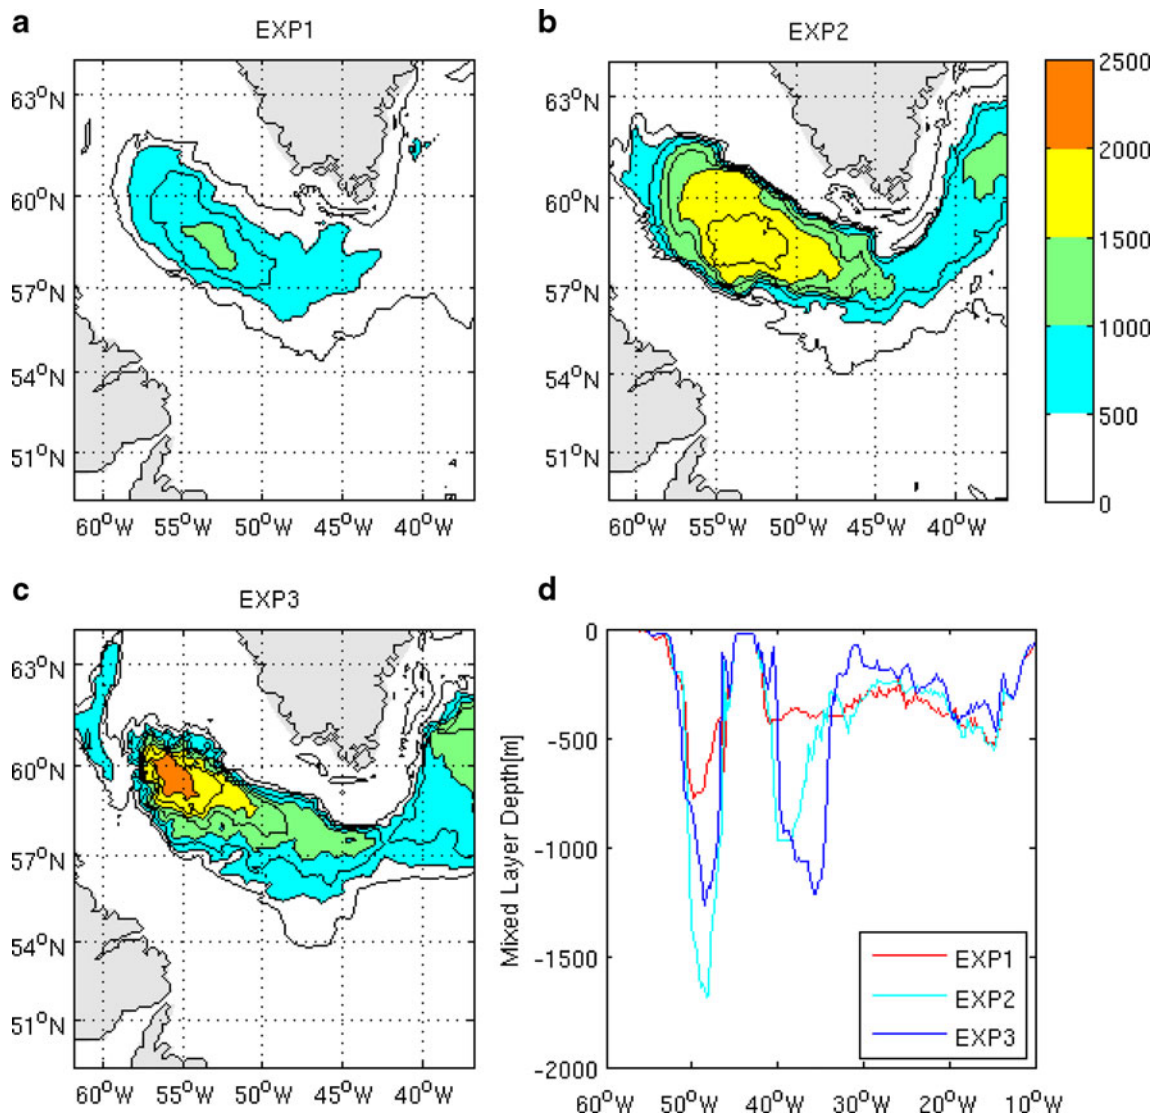 a
EXP1
63°N
60°N
57°N
54°N
51°N
60°W 55°W 50°W 45°W 40°W
b
EXP2
63°N
60°N
57°N
54°N
51°N
60°W 55°W 50°W 45°W 40°W
2500
2000
1500
1000
500
0
c
EXP3
63°N
60°N
57°N
54°N
51°N
60°W 55°W 50°W 45°W 40°W
d
Mixed Layer Depth[m]
0
-500
-1000
-1500
-2000
60°W 50°W 40°W 30°W 20°W 10°W
EXP1
EXP2
EXP3